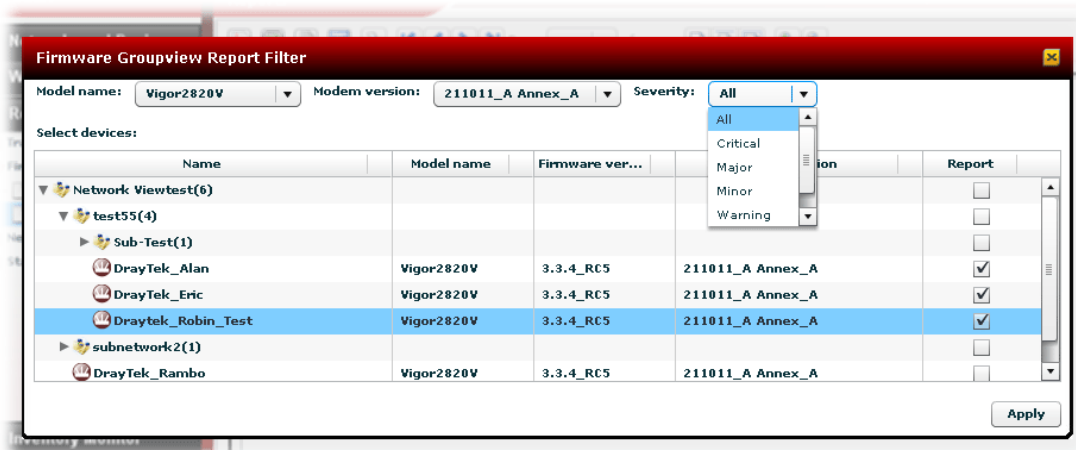 Firmware Groupview Report Filter
Model name: Vigor2820V Modem version: 211011_A Annex_A Severity: All
All
Critical
Major
Minor
Warning
Select devices:
Name Model name Firmware ver... ion Report
Network Viewtest(6)
test55(4)
Sub-Test(1)
DrayTek_Alan Vigor2820V 3.3.4_RC5 211011_A Annex_A
DrayTek_Eric Vigor2820V 3.3.4_RC5 211011_A Annex_A
Draytek_Robin_Test Vigor2820V 3.3.4_RC5 211011_A Annex_A
subnetwork2(1)
DrayTek_Rambo Vigor2820V 3.3.4_RC5 211011_A Annex_A
Apply
Inventory Monitor